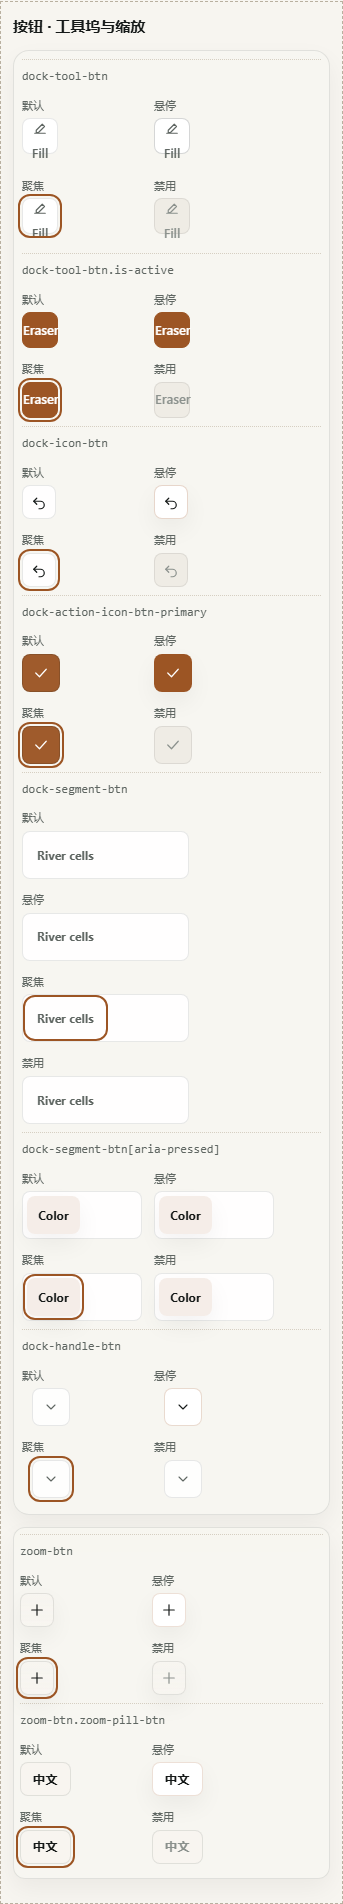 按钮 · 工具坞与缩放
dock-tool-btn
默认 悬停
Fill Fill
聚焦 禁用
Fill Fill
dock-tool-btn.is-active
默认 悬停
Eraser Eraser
聚焦 禁用
Eraser Eraser
dock-icon-btn
默认 悬停
聚焦 禁用
dock-action-icon-btn-primary
默认 悬停
聚焦 禁用
dock-segment-btn
默认
River cells
悬停
River cells
聚焦
River cells
禁用
River cells
dock-segment-btn[aria-pressed]
默认 悬停
Color Color
聚焦 禁用
Color Color
dock-handle-btn
默认 悬停
聚焦 禁用
zoom-btn
默认 悬停
聚焦 禁用
zoom-btn.zoom-pill-btn
默认 悬停
中文 中文
聚焦 禁用
中文 中文